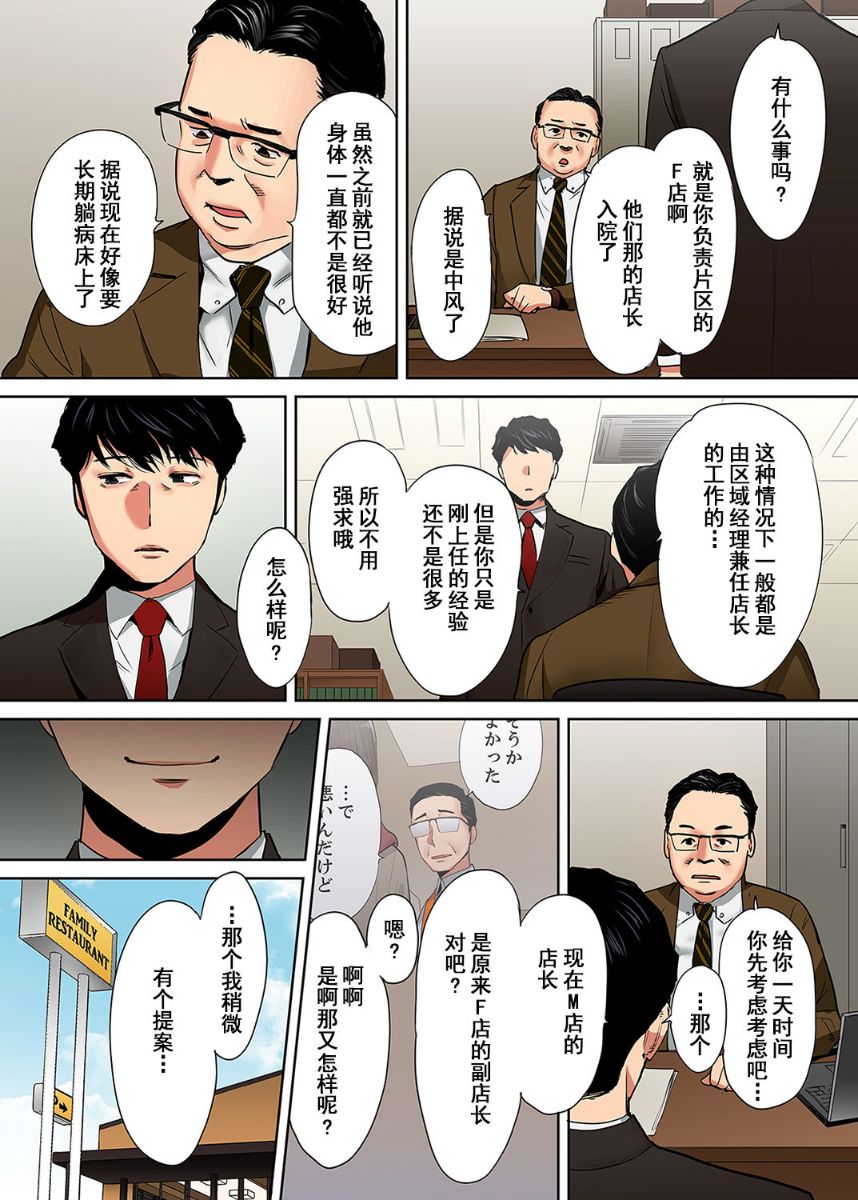 有什么事吗？
就是你负责片区的
F店啊
他们那的店长
入院了
据说是中风了
虽然之前就已经听说他
身体一直都不是很好
据说现在好像要
长期躺病床上了
这种情况下一般都是
由区域经理兼任店长
的工作的…
但是你只是
刚上任的经验
还不是很多
所以不用
强求哦
怎么样呢？
给你一天时间
你先考虑考虑吧…
…那个
现在M店的
店长
是原来F店的副店长
对吧？
そうか
よかった
…で
悪いんだけど
嗯？
啊啊
是啊那又怎样呢？
…那个我稍微
有个提案…
FAMILY
RESTAURANT
P